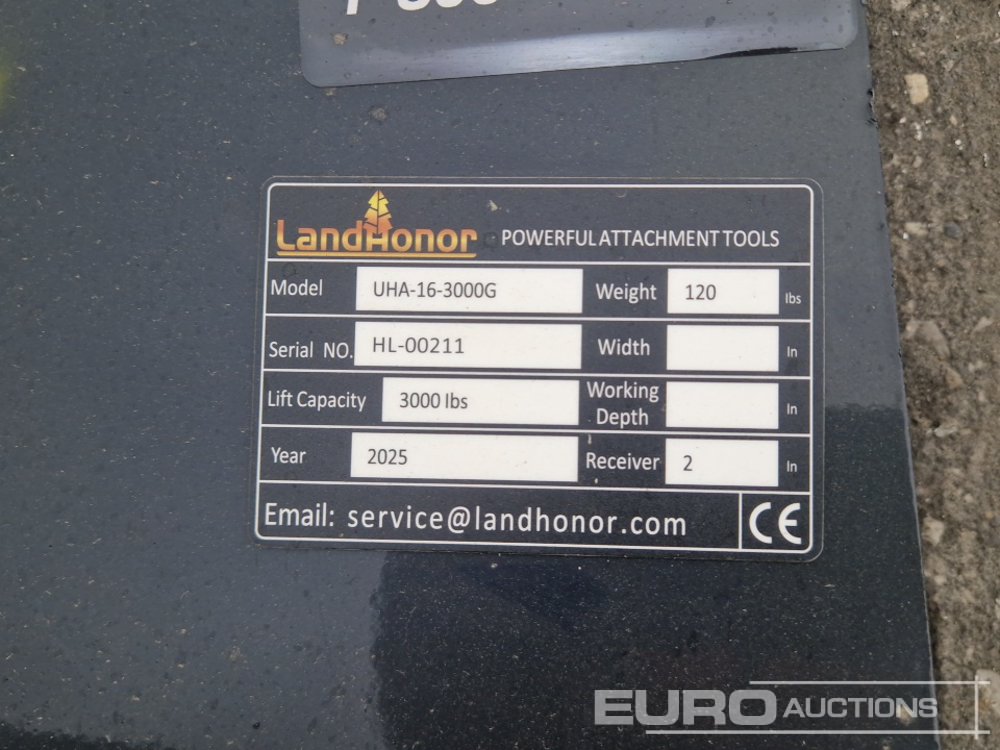 LandHonor POWERFUL ATTACHMENT TOOLS
Model UHA-16-3000G Weight 120 lbs
Serial NO. HL-00211 Width In
Lift Capacity 3000 lbs Working Depth In
Year 2025 Receiver 2 In
Email: service@landhonor.com CE
EURO AUCTIONS